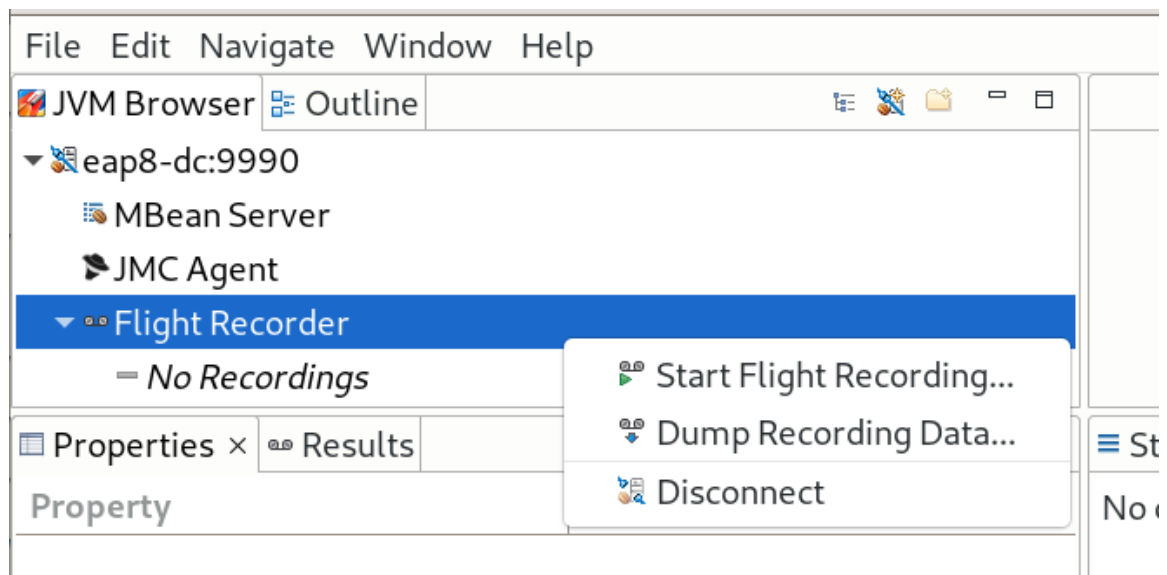 File Edit Navigate Window Help
JVM Browser Outline
eap8-dc:9990
MBean Server
JMC Agent
Flight Recorder
No Recordings
Start Flight Recording...
Dump Recording Data...
Disconnect
Properties × Results
Property
St
No